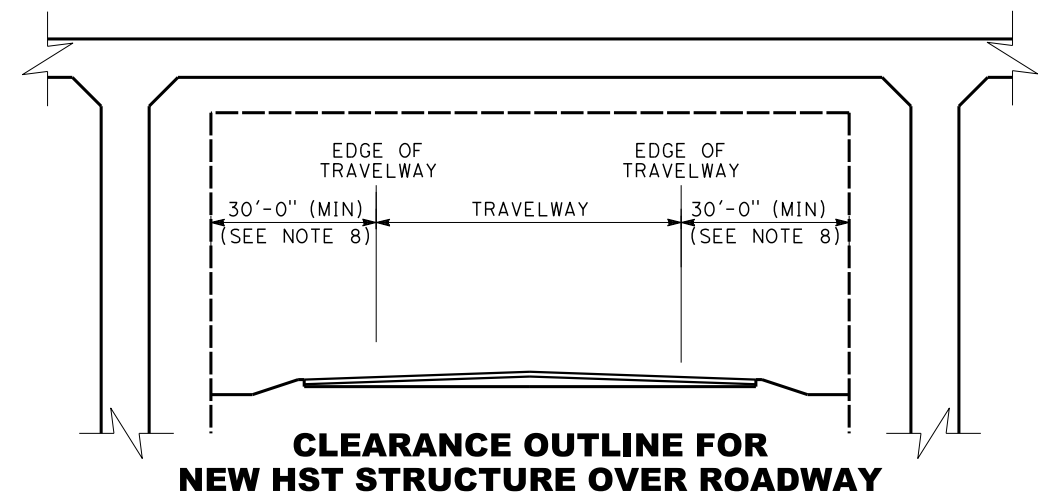 EDGE OF
TRAVELWAY
EDGE OF
TRAVELWAY
30'-0" (MIN)
(SEE NOTE 8)
TRAVELWAY
30'-0" (MIN)
(SEE NOTE 8)
CLEARANCE OUTLINE FOR
NEW HST STRUCTURE OVER ROADWAY